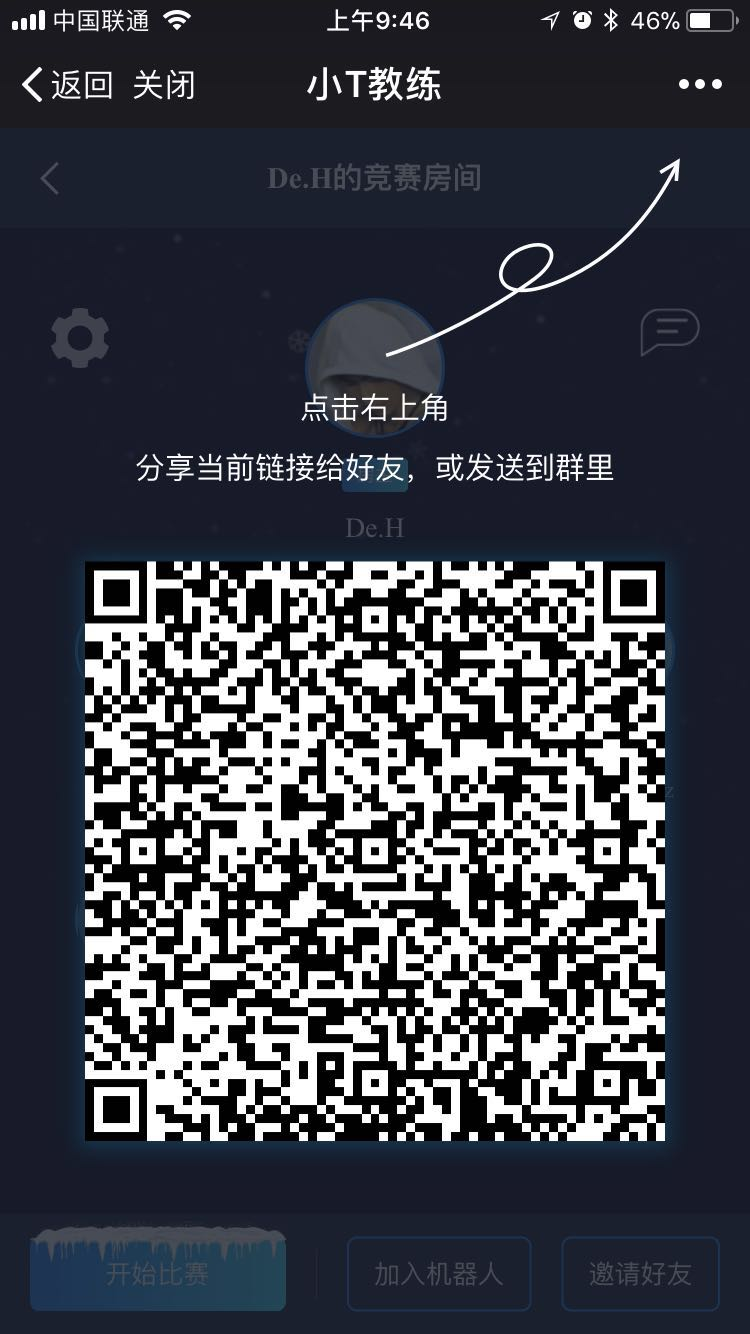 中国联通 上午9:46 46%
返回 关闭 小T教练
De.H的竞赛房间
点击右上角
分享当前链接给好友，或发送到群里
De.H
z
开始比赛 加入机器人 邀请好友